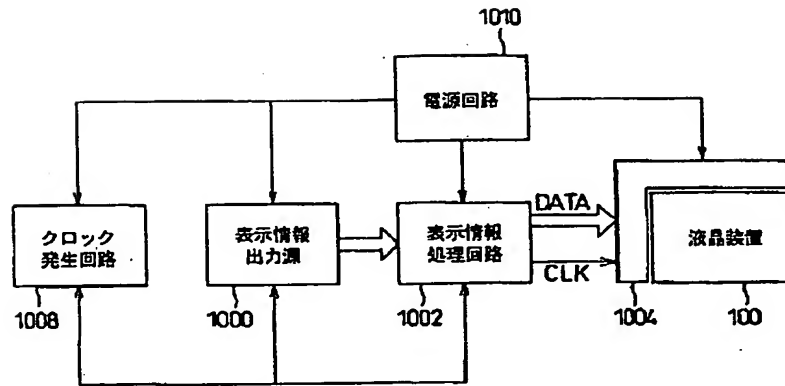 1010
電源回路
クロック
発生回路
表示情報
出力源
表示情報
処理回路
DATA
CLK
液晶装置
1008
1000
1002
1004
100